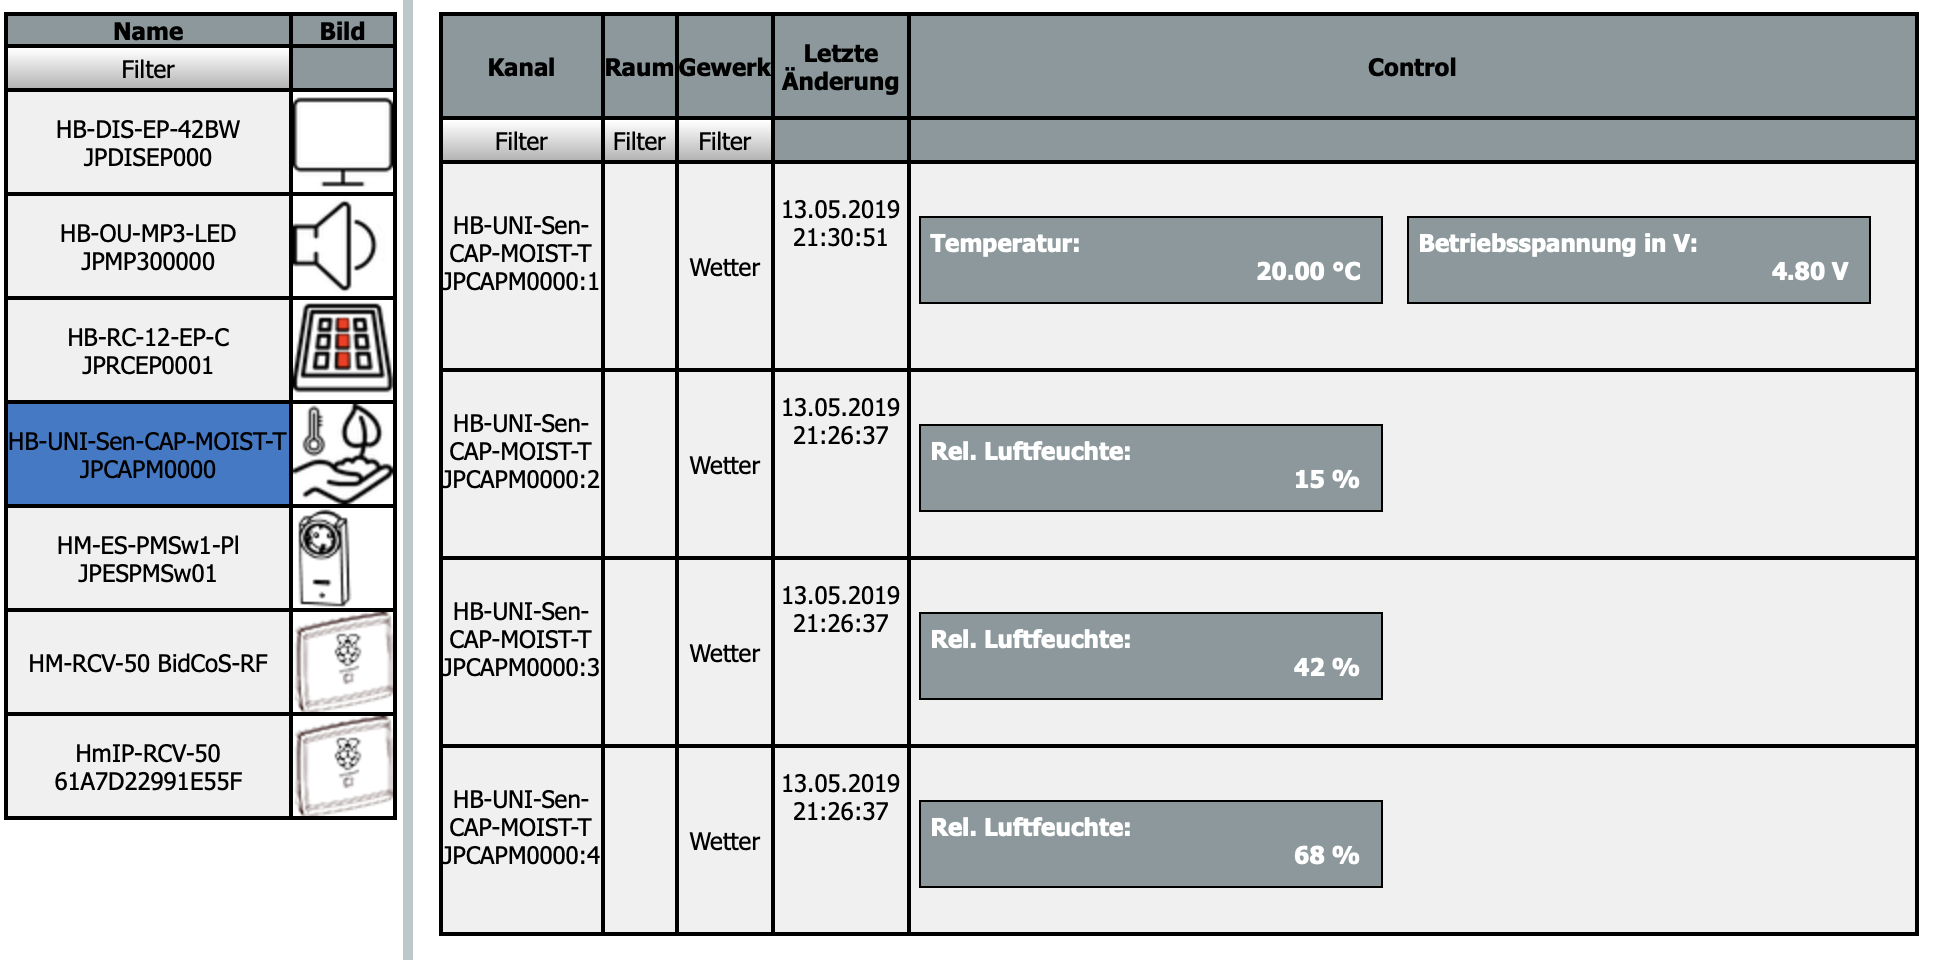 Name
Bild
Filter
HB-DIS-EP-42BW
JPDISEP000
HB-OU-MP3-LED
JPMP300000
HB-RC-12-EP-C
JPRCEP0001
HB-UNI-Sen-CAP-MOIST-T
JPCAPM0000
HM-ES-PMSw1-Pl
JPESPMSw01
HM-RCV-50 BidCoS-RF
HmIP-RCV-50
61A7D22991E55F
Kanal
Raum
Gewerk
Letzte
Änderung
Control
Filter
Filter
Filter
HB-UNI-Sen-
CAP-MOIST-T
JPCAPM0000:1
Wetter
13.05.2019
21:30:51
Temperatur:
20.00 °C
Betriebsspannung in V:
4.80 V
HB-UNI-Sen-
CAP-MOIST-T
JPCAPM0000:2
Wetter
13.05.2019
21:26:37
Rel. Luftfeuchte:
15 %
HB-UNI-Sen-
CAP-MOIST-T
JPCAPM0000:3
Wetter
13.05.2019
21:26:37
Rel. Luftfeuchte:
42 %
HB-UNI-Sen-
CAP-MOIST-T
JPCAPM0000:4
Wetter
13.05.2019
21:26:37
Rel. Luftfeuchte:
68 %